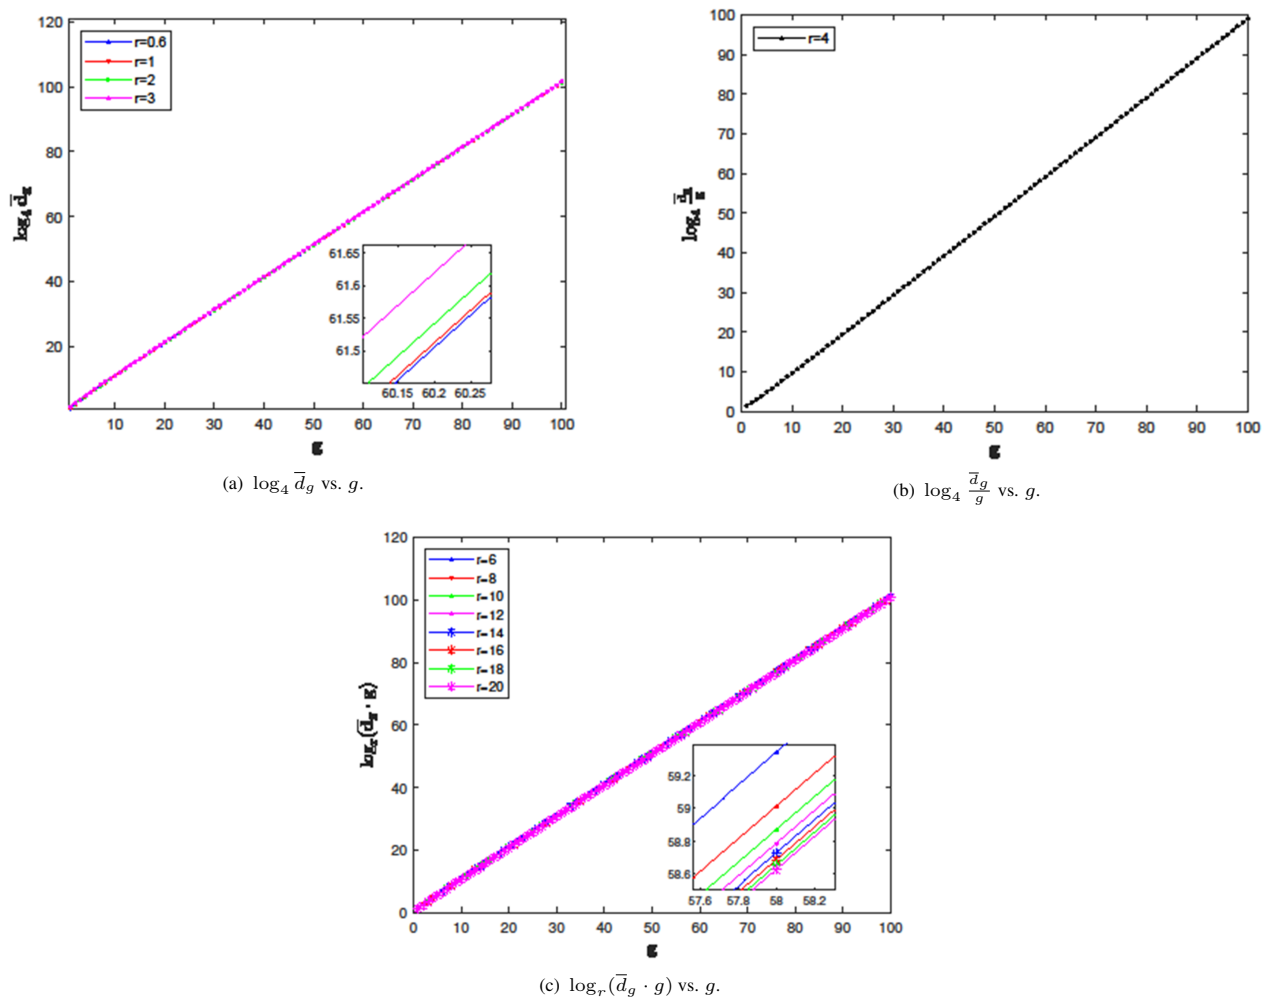 120
100
80
60
40
20
r=0.6
r=1
r=2
r=3
log₄ d̅g
61.65
61.6
61.55
61.5
60.15 60.2 60.25
10 20 30 40 50 60 70 80 90 100
g
(a) log₄ d̅g vs. g.
100
90
80
70
60
50
40
30
20
10
0
r=4
log₄ d̅g/g
0 10 20 30 40 50 60 70 80 90 100
g
(b) log₄ d̅g/g vs. g.
120
100
80
60
40
20
0
r=6
r=8
r=10
r=12
r=14
r=16
r=18
r=20
logr(d̅g · g)
59.2
59
58.8
58.6
57.6 57.8 58 58.2
0 10 20 30 40 50 60 70 80 90 100
g
(c) logr(d̅g · g) vs. g.